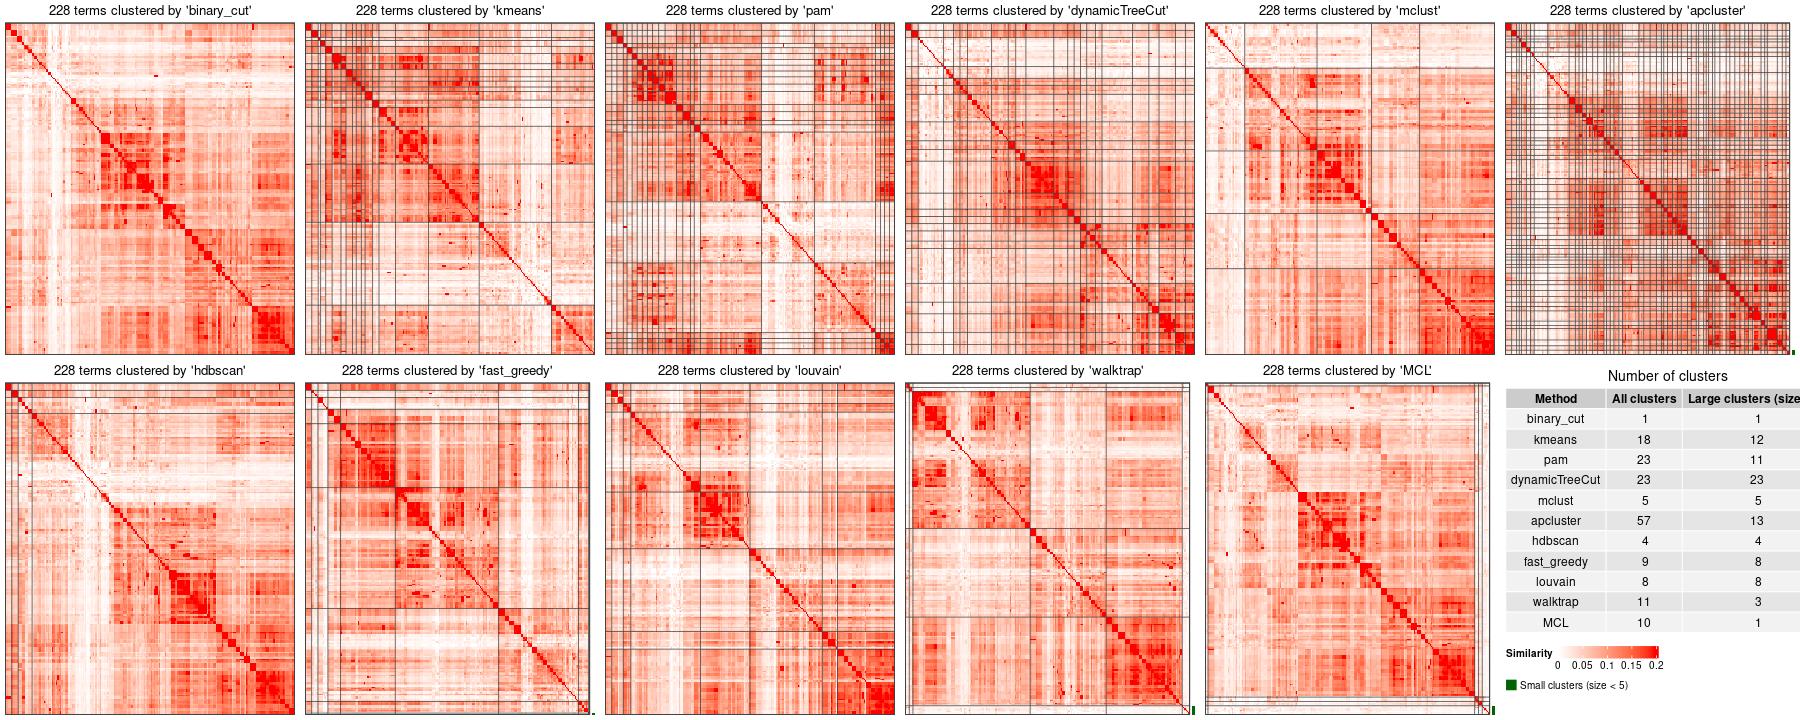 228 terms clustered by 'binary_cut'
228 terms clustered by 'kmeans'
228 terms clustered by 'pam'
228 terms clustered by 'dynamicTreeCut'
228 terms clustered by 'mclust'
228 terms clustered by 'apcluster'
228 terms clustered by 'hdbscan'
228 terms clustered by 'fast_greedy'
228 terms clustered by 'louvain'
228 terms clustered by 'walktrap'
228 terms clustered by 'MCL'
Number of clusters
Method All clusters Large clusters (size
binary_cut 1 1
kmeans 18 12
pam 23 11
dynamicTreeCut 23 23
mclust 5 5
apcluster 57 13
hdbscan 4 4
fast_greedy 9 8
louvain 8 8
walktrap 11 3
MCL 10 1
Similarity
0 0.05 0.1 0.15 0.2
Small clusters (size < 5)